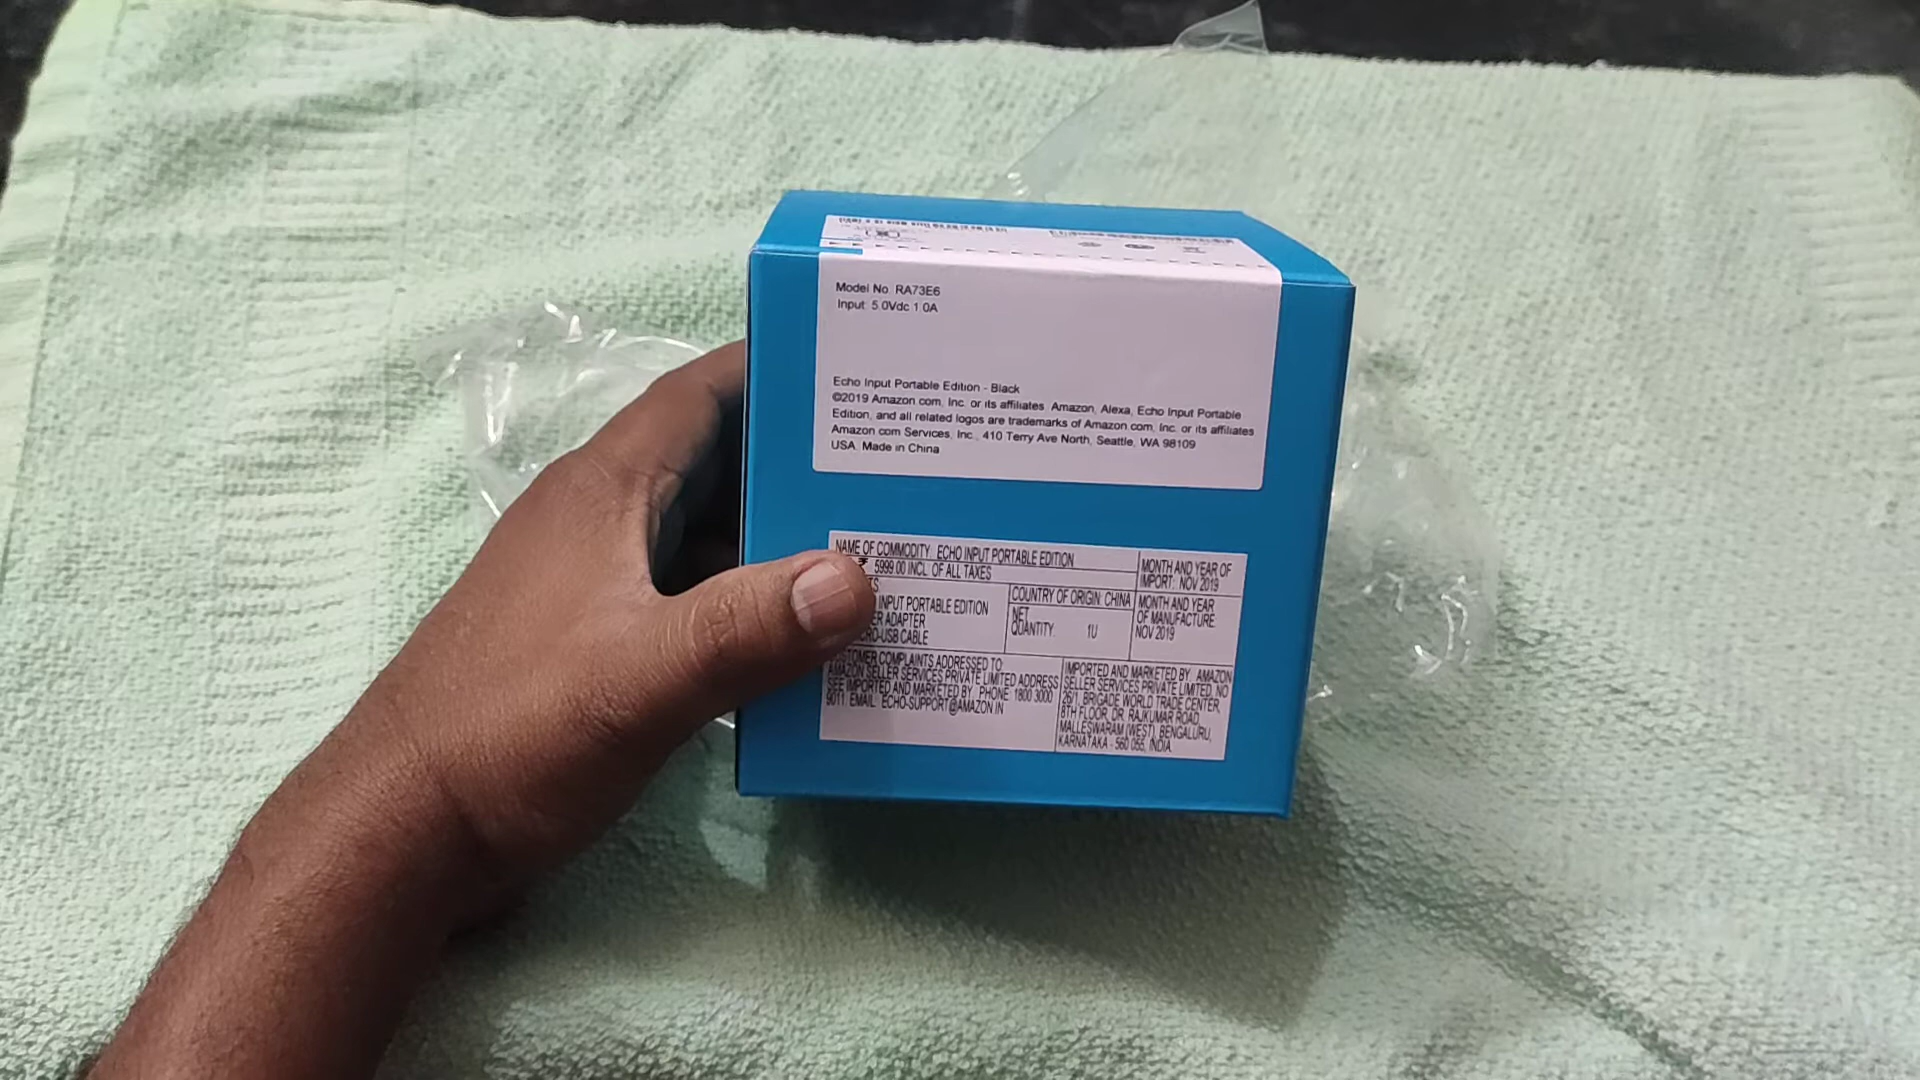 Model No. RA73E6
Input: 5.0Vdc 1.0A
Echo Input Portable Edition - Black
©2019 Amazon.com, Inc. or its affiliates. Amazon, Alexa, Echo Input Portable
Edition, and all related logos are trademarks of Amazon.com, Inc. or its affiliates
Amazon.com Services, Inc., 410 Terry Ave North, Seattle, WA 98109
USA. Made in China
NAME OF COMMODITY: ECHO INPUT PORTABLE EDITION
₹ 5999.00 INCL. OF ALL TAXES
MONTH AND YEAR OF
IMPORT: NOV 2019
INPUT PORTABLE EDITION
ADAPTER
CABLE
COUNTRY OF ORIGIN: CHINA
NET
QUANTITY: 1U
MONTH AND YEAR
OF MANUFACTURE:
NOV 2019
COMPLAINTS ADDRESSED TO:
AMAZON SELLER SERVICES PRIVATE LIMITED ADDRESS
SEE IMPORTED AND MARKETED BY. PHONE: 1800 3000
9011. EMAIL: ECHO-SUPPORT@AMAZON.IN
IMPORTED AND MARKETED BY: AMAZON
SELLER SERVICES PRIVATE LIMITED, NO
26/1, BRIGADE WORLD TRADE CENTER,
8TH FLOOR, DR. RAJKUMAR ROAD,
MALLESWARAM (WEST), BENGALURU,
KARNATAKA - 560 055, INDIA.